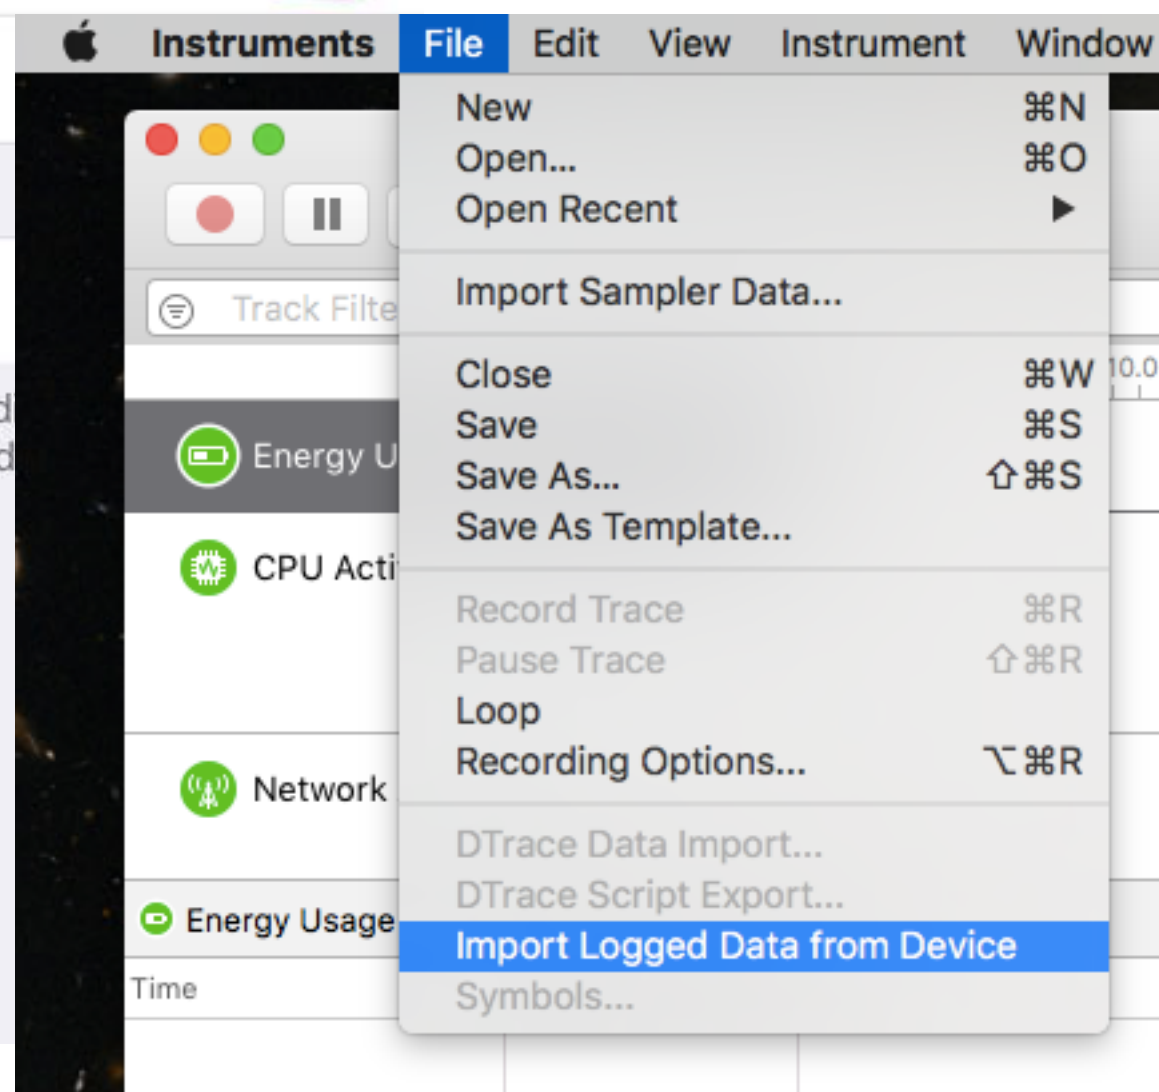 Instruments File Edit View Instrument Window
New ⌘N
Open... ⌘O
Open Recent ▶
Import Sampler Data...
Close ⌘W
Save ⌘S
Save As... ⇧⌘S
Save As Template...
Record Trace ⌘R
Pause Trace ⇧⌘R
Loop
Recording Options... ⌥⌘R
DTrace Data Import...
DTrace Script Export...
Import Logged Data from Device
Symbols...
Track Filte
10.0
Energy U
CPU Acti
Network
Energy Usage
Time
d
d